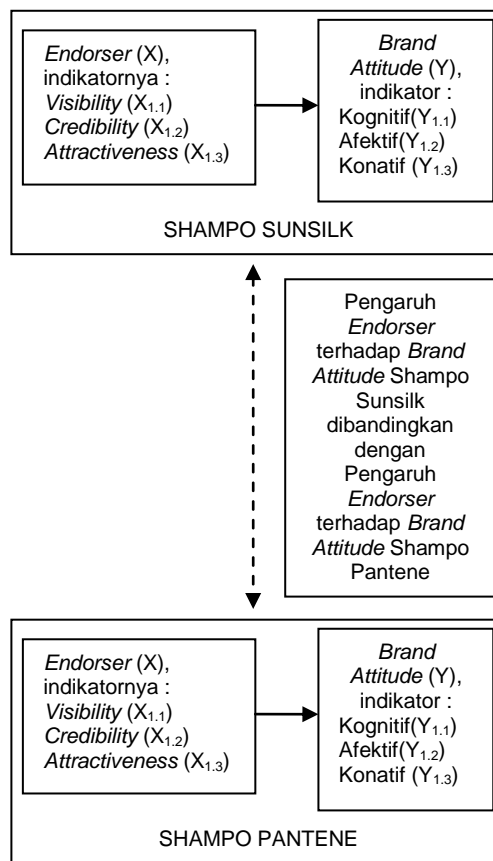 Endorser (X),
indikatornya :
Visibility (X1.1)
Credibility (X1.2)
Attractiveness (X1.3)
Brand
Attitude (Y),
indikator :
Kognitif(Y1.1)
Afektif(Y1.2)
Konatif (Y1.3)
SHAMPO SUNSILK
Pengaruh
Endorser
terhadap Brand
Attitude Shampo
Sunsilk
dibandingkan
dengan
Pengaruh
Endorser
terhadap Brand
Attitude Shampo
Pantene
Endorser (X),
indikatornya :
Visibility (X1.1)
Credibility (X1.2)
Attractiveness (X1.3)
Brand
Attitude (Y),
indikator :
Kognitif(Y1.1)
Afektif(Y1.2)
Konatif (Y1.3)
SHAMPO PANTENE